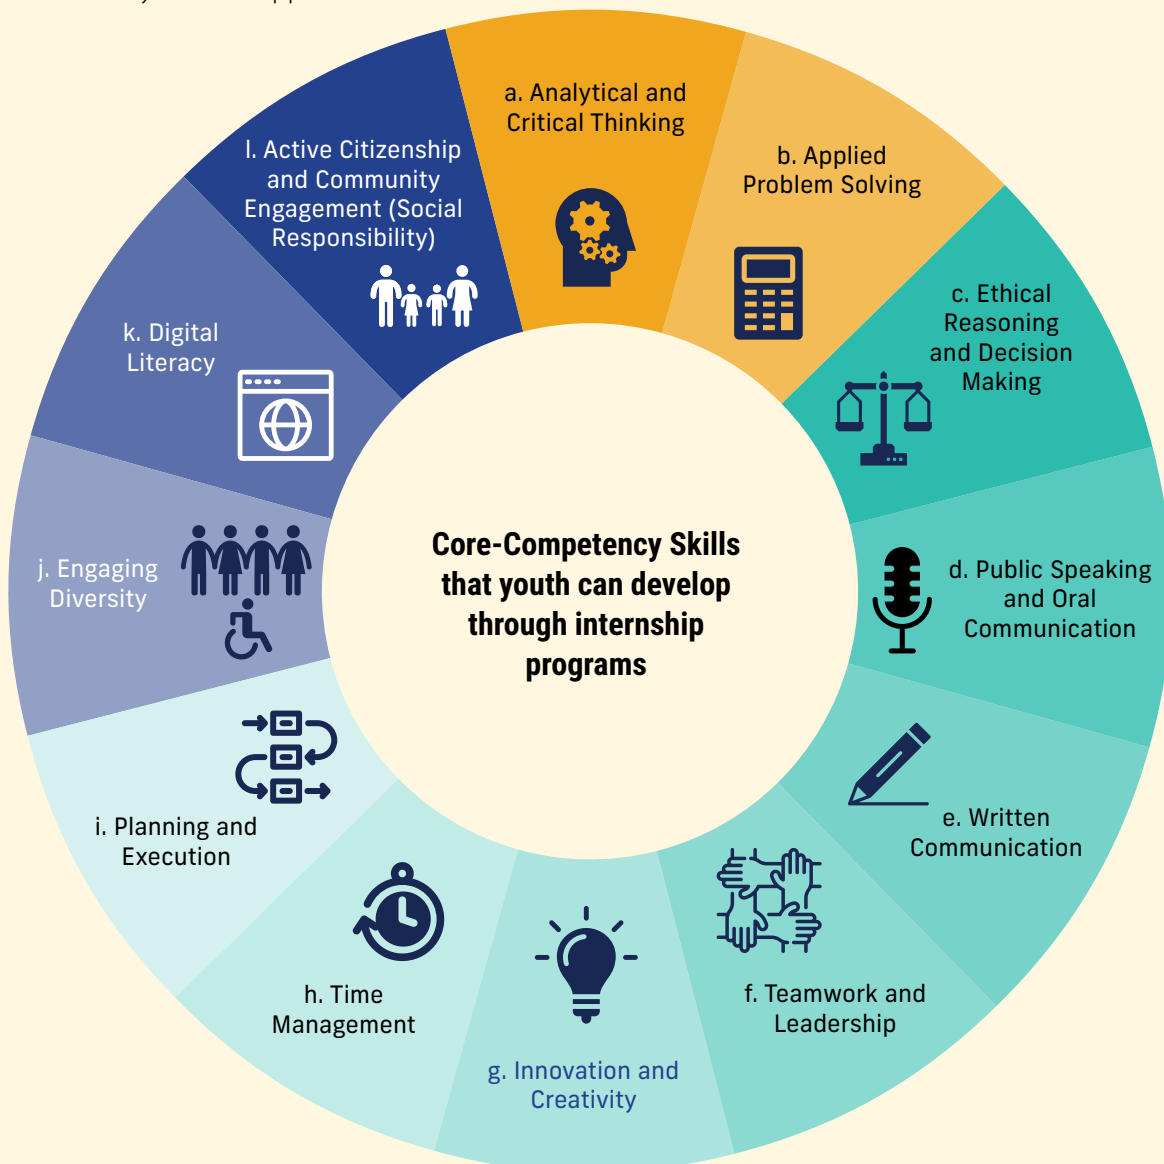 a. Analytical and
Critical Thinking
b. Applied
Problem Solving
c. Ethical
Reasoning
and Decision
Making
d. Public Speaking
and Oral
Communication
e. Written
Communication
f. Teamwork and
Leadership
g. Innovation and
Creativity
h. Time
Management
i. Planning and
Execution
j. Engaging
Diversity
k. Digital
Literacy
l. Active Citizenship
and Community
Engagement (Social
Responsibility)
Core-Competency Skills
that youth can develop
through internship
programs